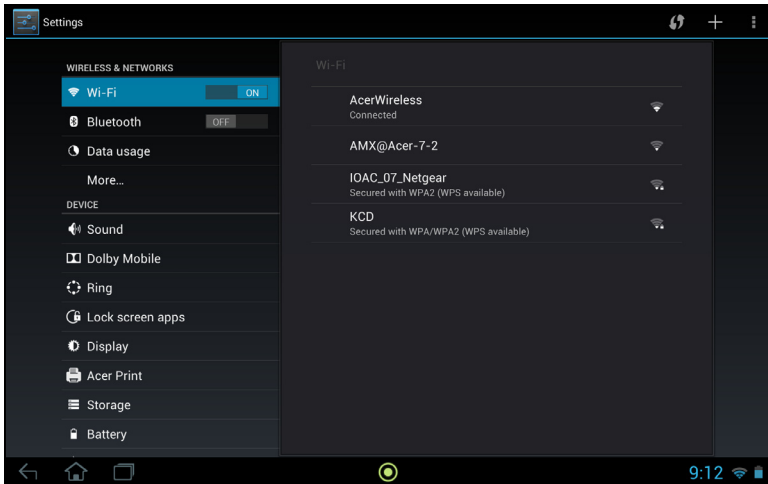 Settings
WIRELESS & NETWORKS
Wi-Fi
ON
Bluetooth
OFF
Data usage
More...
DEVICE
Sound
Dolby Mobile
Ring
Lock screen apps
Display
Acer Print
Storage
Battery
Wi-Fi
AcerWireless
Connected
AMX@Acer-7-2
IOAC_07_Netgear
Secured with WPA2 (WPS available)
KCD
Secured with WPA/WPA2 (WPS available)
9:12